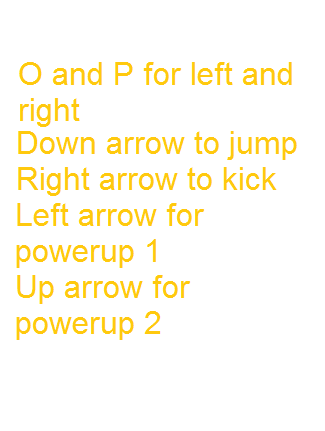 O and P for left and
right
Down arrow to jump
Right arrow to kick
Left arrow for
powerup 1
Up arrow for
powerup 2